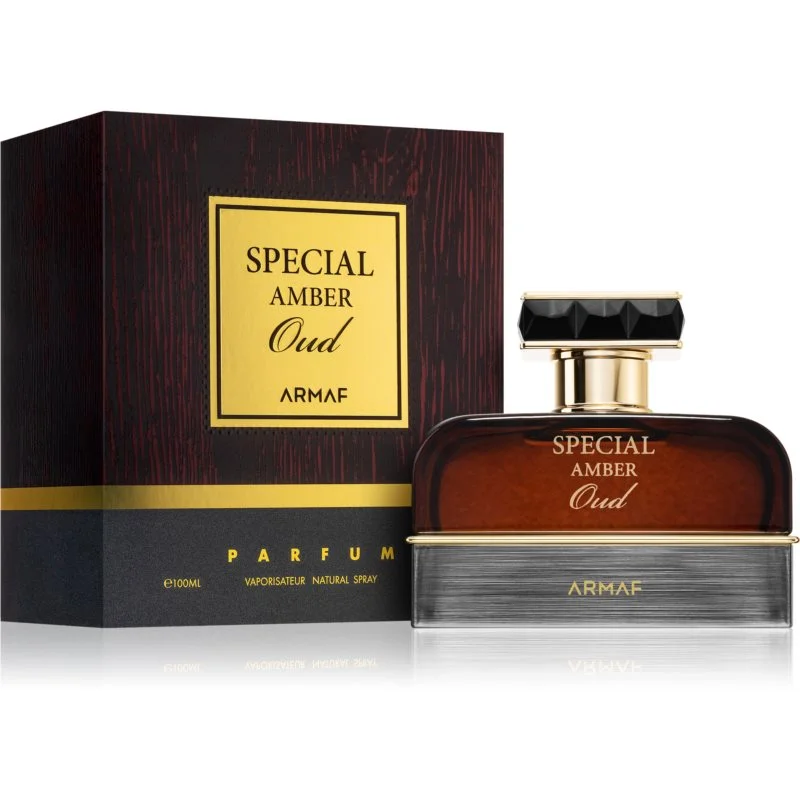 SPECIAL
AMBER
Oud
ARMAF
PARFUM
℮100ML
VAPORISATEUR NATURAL SPRAY
SPECIAL
AMBER
Oud
ARMAF